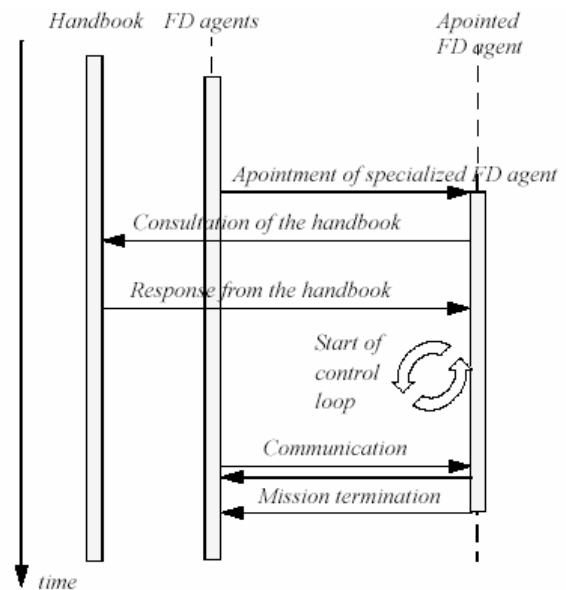 Handbook
FD agents
Apointed
FD agent
Apointment of specialized FD agent
Consultation of the handbook
Response from the handbook
Start of
control
loop
Communication
Mission termination
time